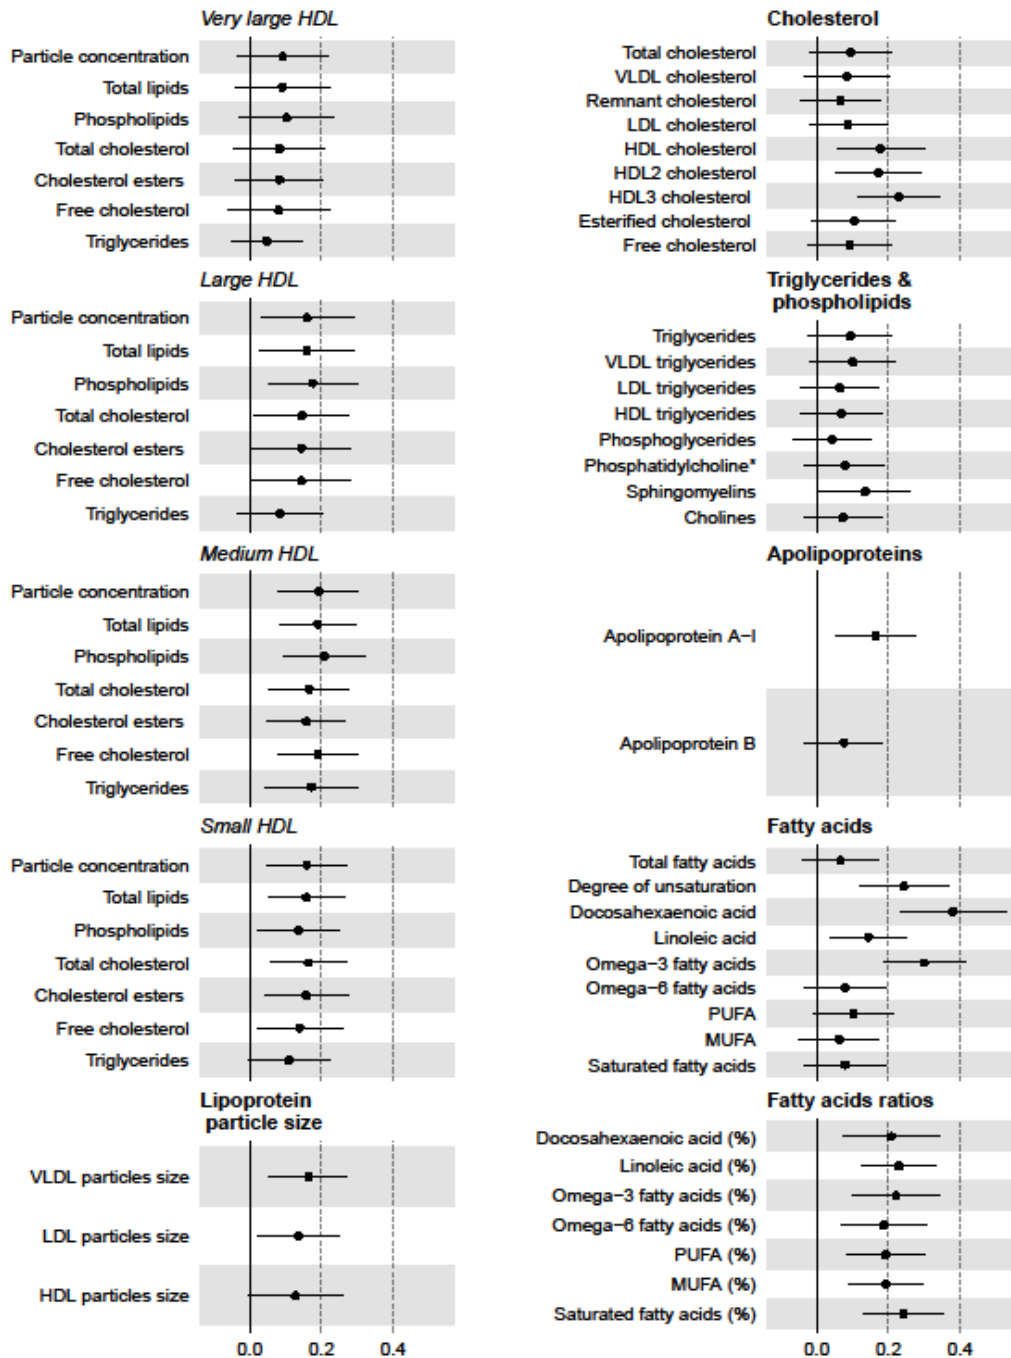 Very large HDL
Particle concentration
Total lipids
Phospholipids
Total cholesterol
Cholesterol esters
Free cholesterol
Triglycerides
Large HDL
Particle concentration
Total lipids
Phospholipids
Total cholesterol
Cholesterol esters
Free cholesterol
Triglycerides
Medium HDL
Particle concentration
Total lipids
Phospholipids
Total cholesterol
Cholesterol esters
Free cholesterol
Triglycerides
Small HDL
Particle concentration
Total lipids
Phospholipids
Total cholesterol
Cholesterol esters
Free cholesterol
Triglycerides
Lipoprotein
particle size
VLDL particles size
LDL particles size
HDL particles size
0.0 0.2 0.4
Cholesterol
Total cholesterol
VLDL cholesterol
Remnant cholesterol
LDL cholesterol
HDL cholesterol
HDL2 cholesterol
HDL3 cholesterol
Esterified cholesterol
Free cholesterol
Triglycerides &
phospholipids
Triglycerides
VLDL triglycerides
LDL triglycerides
HDL triglycerides
Phosphoglycerides
Phosphatidylcholine*
Sphingomyelins
Cholines
Apolipoproteins
Apolipoprotein A−I
Apolipoprotein B
Fatty acids
Total fatty acids
Degree of unsaturation
Docosahexaenoic acid
Linoleic acid
Omega−3 fatty acids
Omega−6 fatty acids
PUFA
MUFA
Saturated fatty acids
Fatty acids ratios
Docosahexaenoic acid (%)
Linoleic acid (%)
Omega−3 fatty acids (%)
Omega−6 fatty acids (%)
PUFA (%)
MUFA (%)
Saturated fatty acids (%)
0.0 0.2 0.4